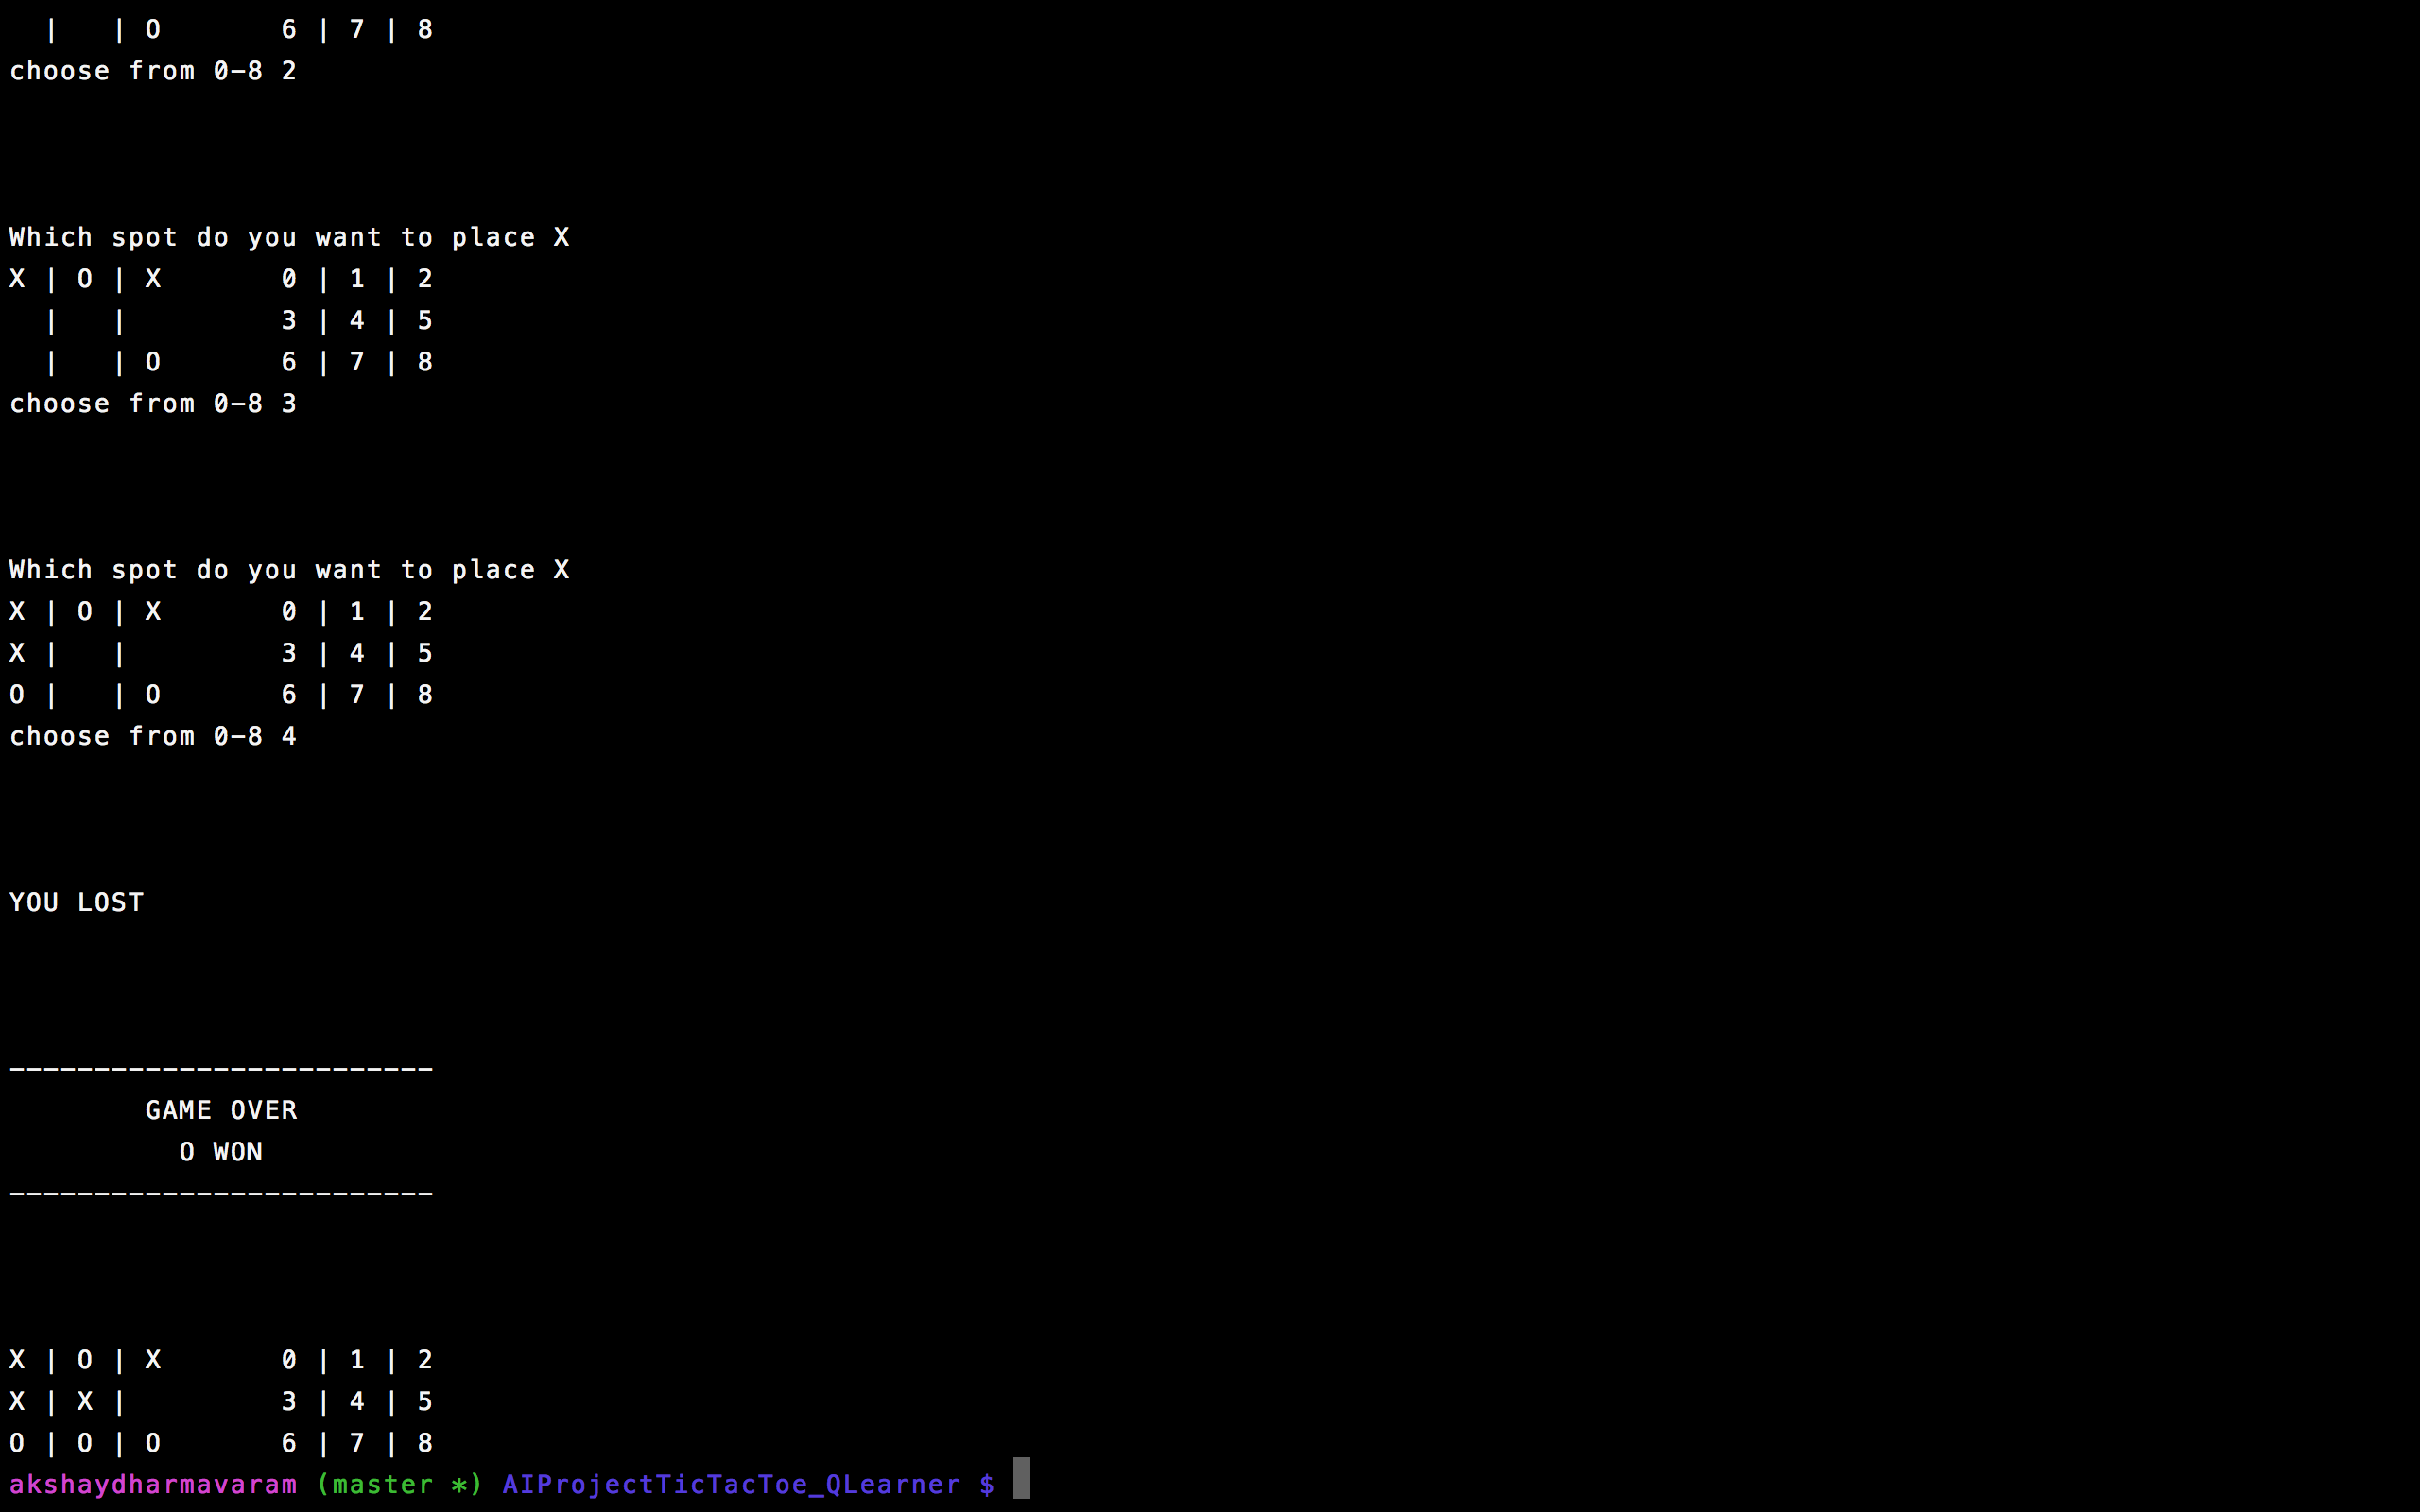 |   | O       6 | 7 | 8
choose from 0-8 2
Which spot do you want to place X
X | O | X       0 | 1 | 2
  |   |         3 | 4 | 5
  |   | O       6 | 7 | 8
choose from 0-8 3
Which spot do you want to place X
X | O | X       0 | 1 | 2
X |   |         3 | 4 | 5
O |   | O       6 | 7 | 8
choose from 0-8 4
YOU LOST
-------------------------
        GAME OVER
          O WON
-------------------------
X | O | X       0 | 1 | 2
X | X |         3 | 4 | 5
O | O | O       6 | 7 | 8
akshaydharmavaram (master *) AIProjectTicTacToe_QLearner $